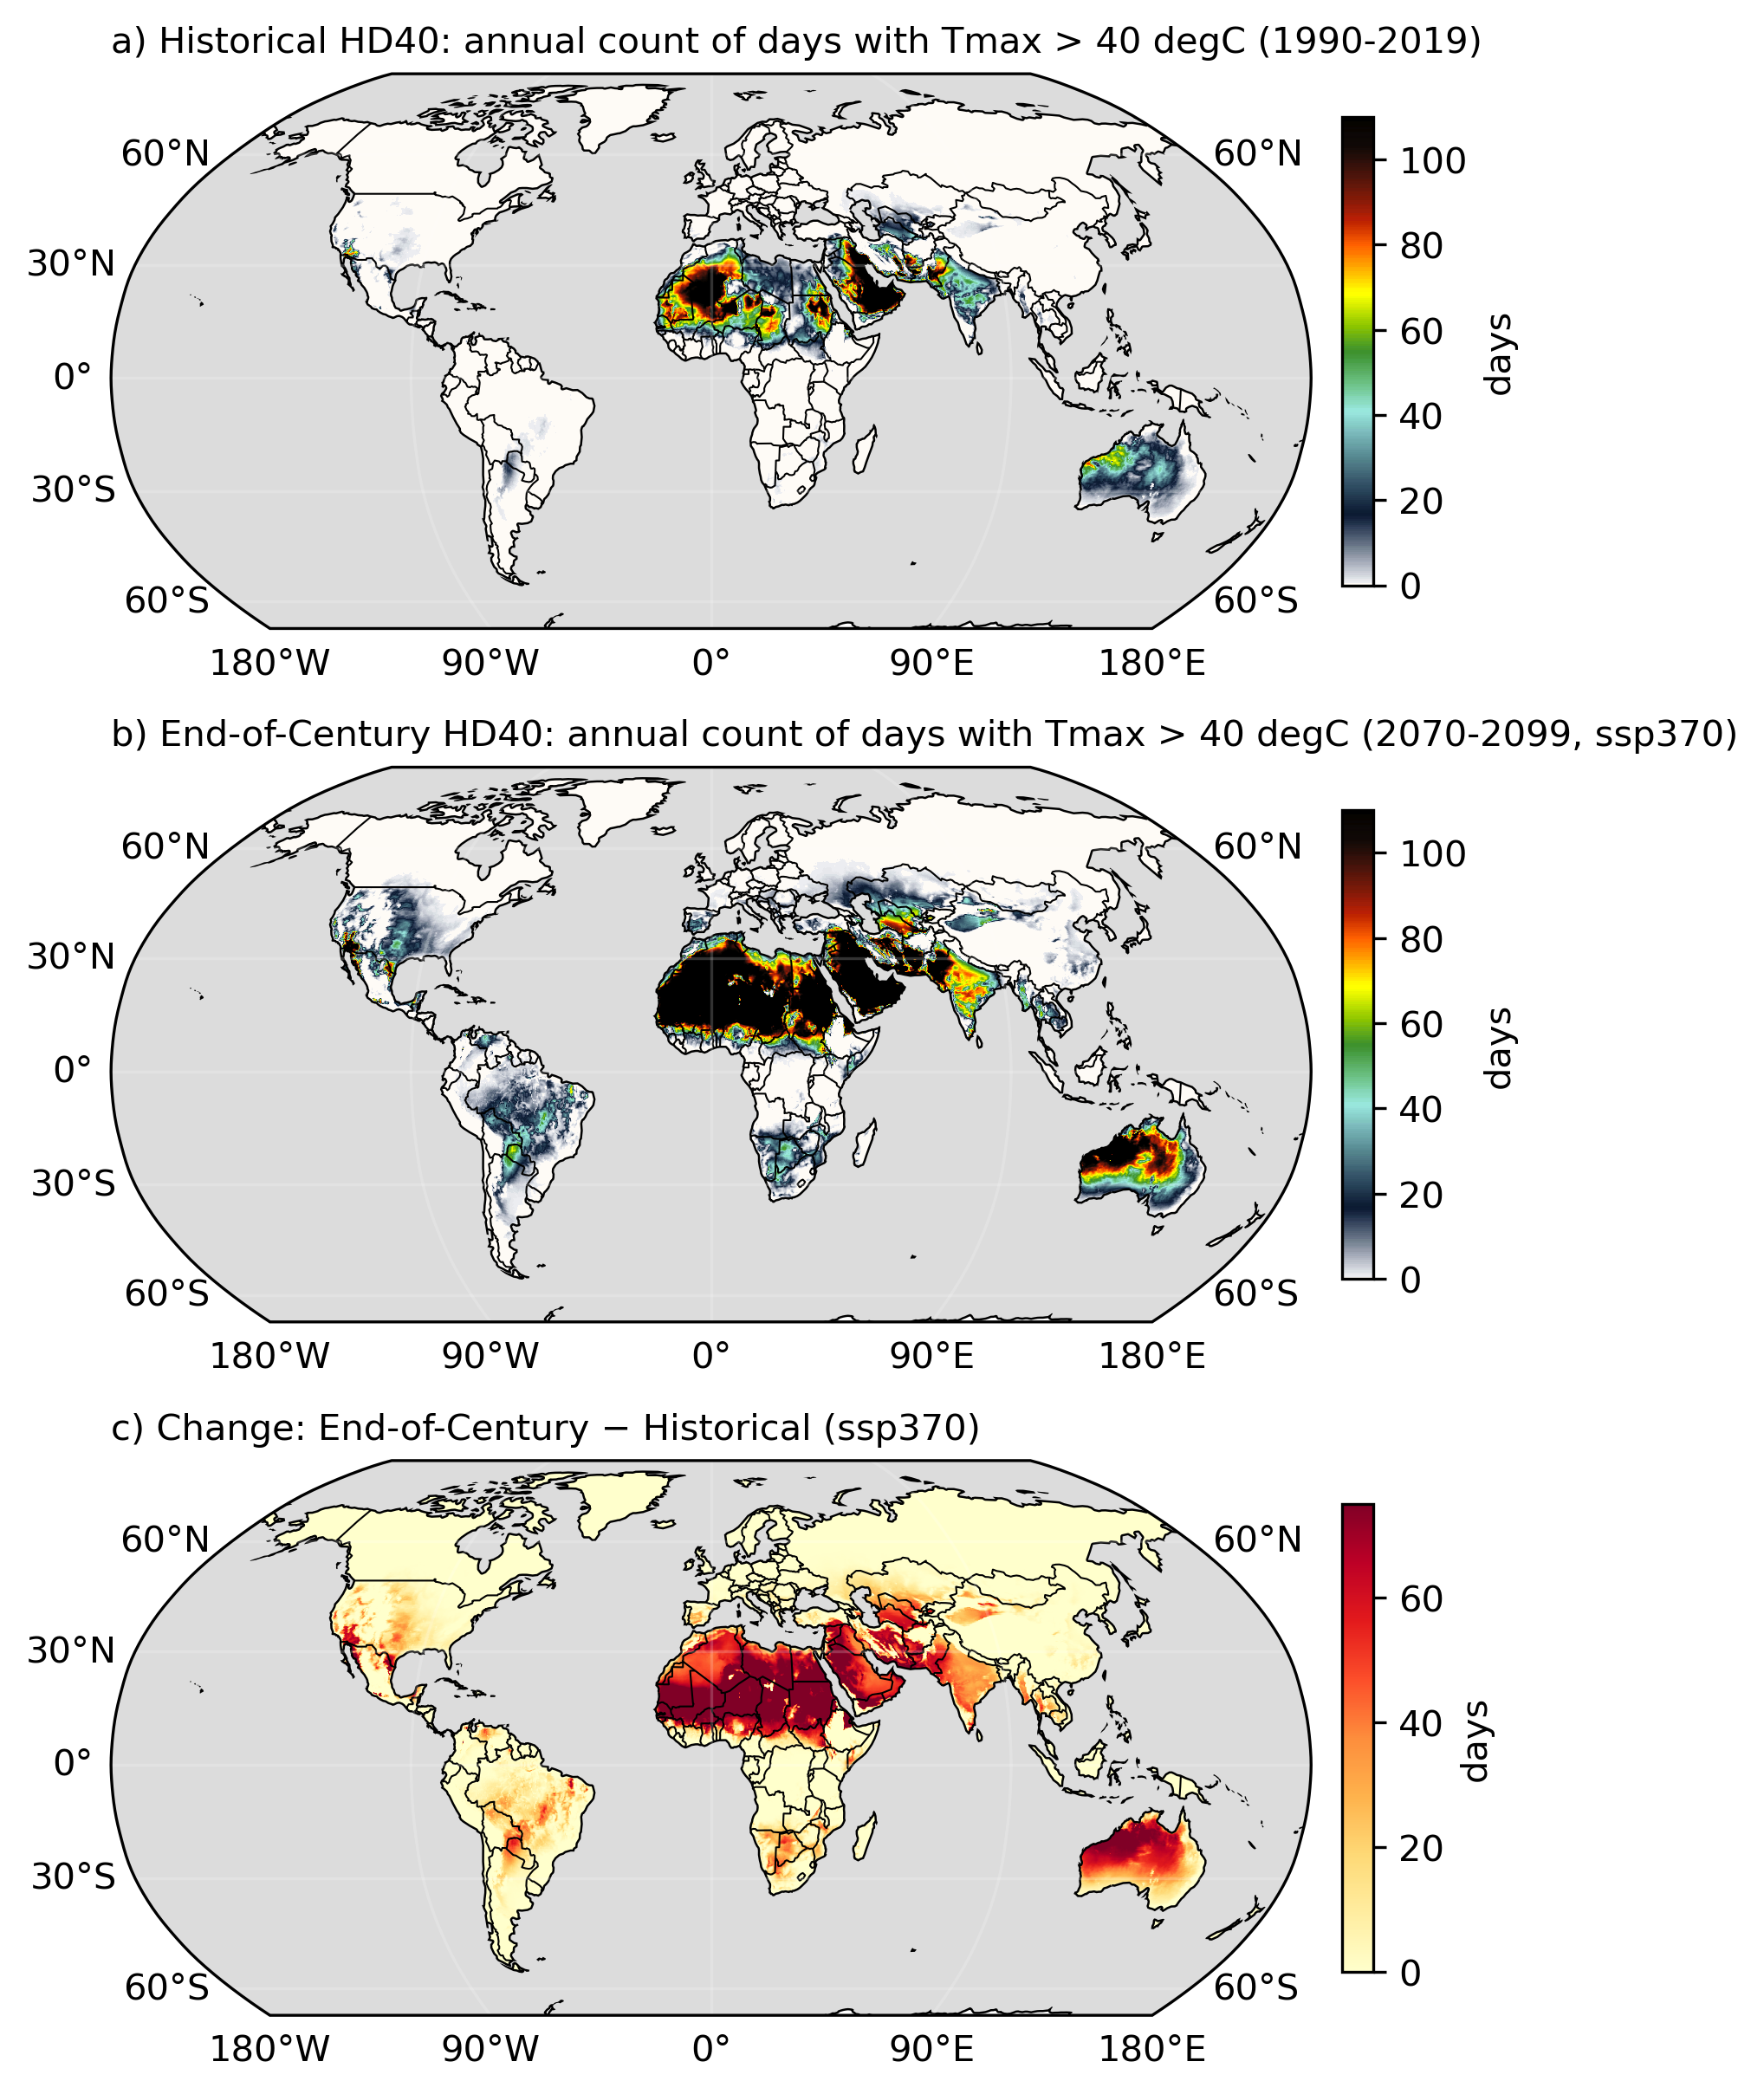 a) Historical HD40: annual count of days with Tmax > 40 degC (1990-2019)
60°N
60°N
100
80
30°N
60
days
0°
40
30°S
20
60°S
60°S
0
180°W
90°W
0°
90°E
180°E
b) End-of-Century HD40: annual count of days with Tmax > 40 degC (2070-2099, ssp370)
60°N
60°N
100
80
30°N
60
days
0°
40
30°S
20
60°S
60°S
0
180°W
90°W
0°
90°E
180°E
c) Change: End-of-Century − Historical (ssp370)
60°N
60°N
60
30°N
40
days
0°
20
30°S
0
60°S
60°S
180°W
90°W
0°
90°E
180°E